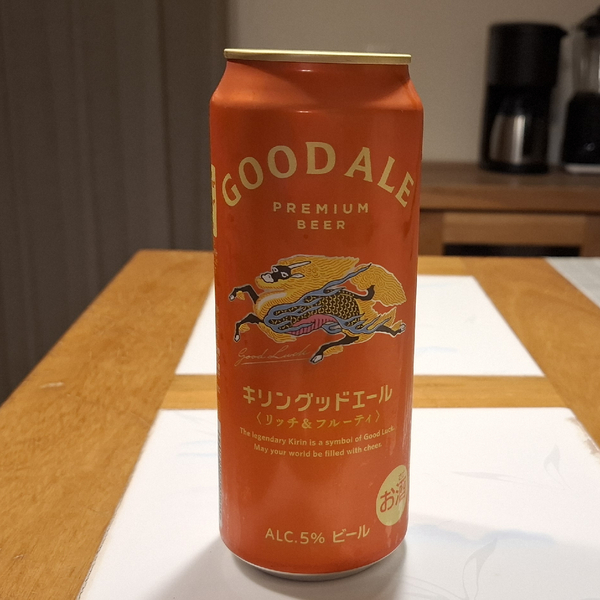 GOOD ALE
PREMIUM
BEER
Good Luck
キリングッドエール
〈リッチ&フルーティ〉
The legendary Kirin is a symbol of Good Luck.
May your world be filled with cheer.
お酒
ALC.5% ビール